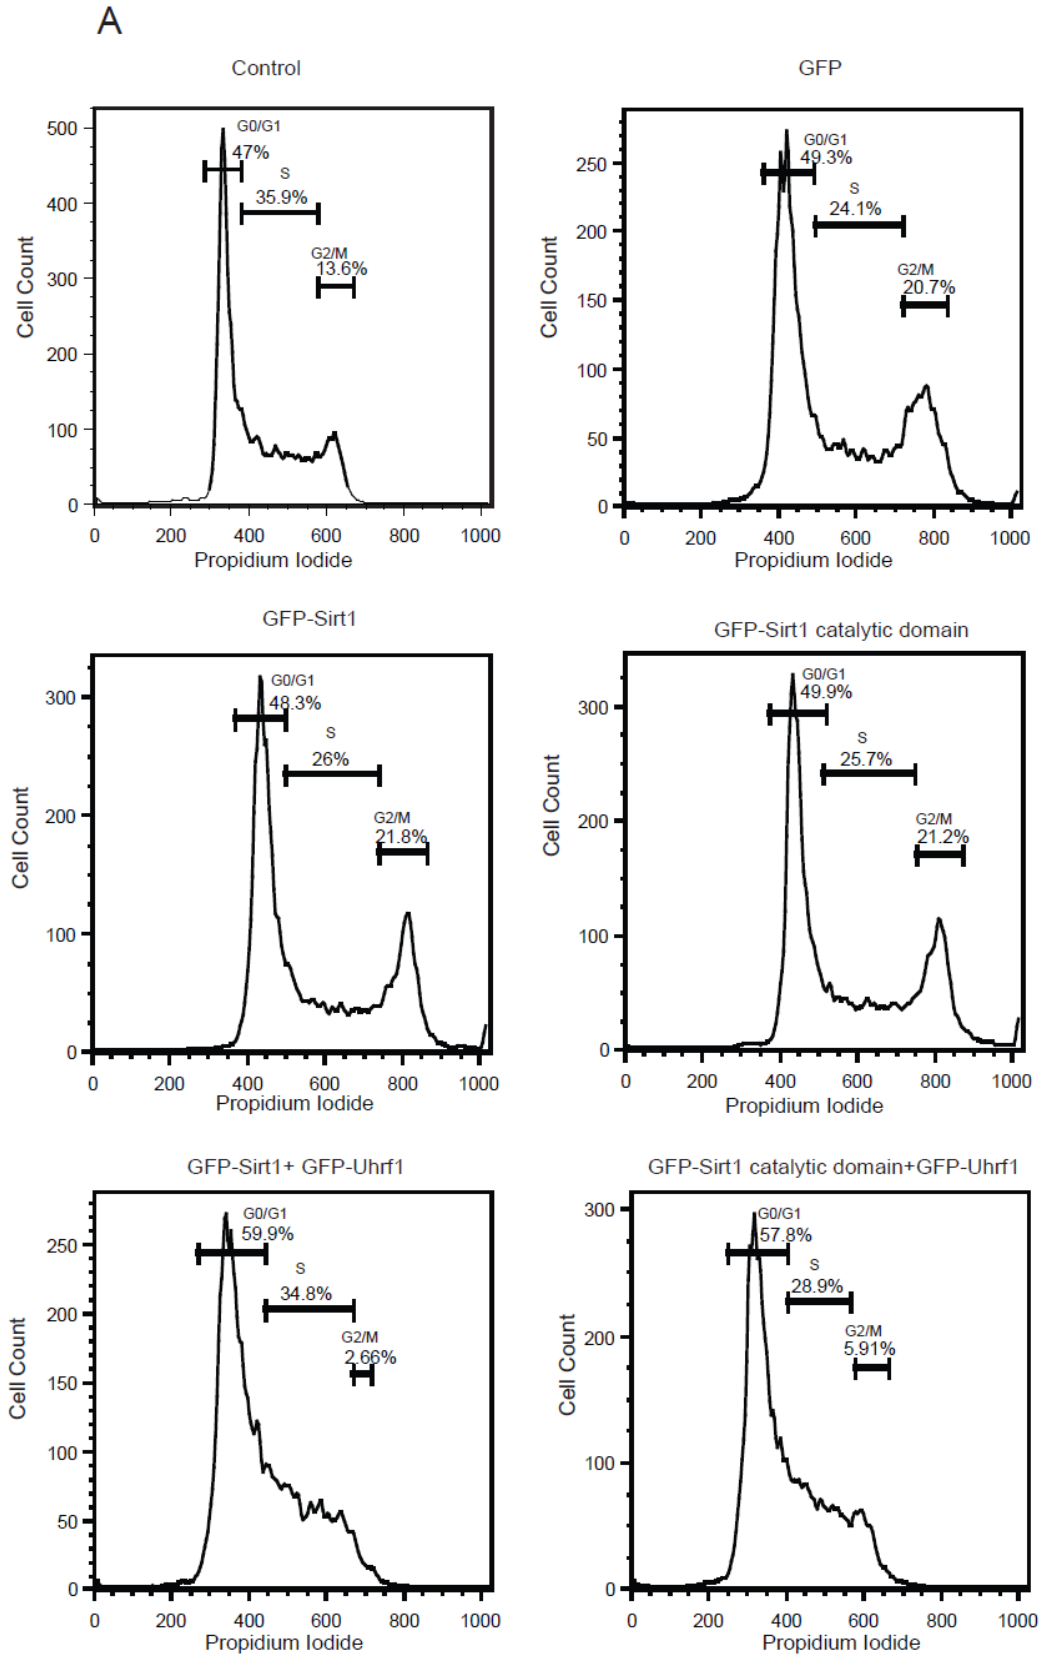 A
Control
500
400
300
200
100
0
G0/G1
47%
S
35.9%
G2/M
13.6%
Cell Count
0 200 400 600 800 1000
Propidium Iodide
GFP
250
200
150
100
50
0
G0/G1
49.3%
S
24.1%
G2/M
20.7%
Cell Count
0 200 400 600 800 1000
Propidium Iodide
GFP-Sirt1
300
200
100
0
G0/G1
48.3%
S
26%
G2/M
21.8%
Cell Count
0 200 400 600 800 1000
Propidium Iodide
GFP-Sirt1 catalytic domain
300
200
100
0
G0/G1
49.9%
S
25.7%
G2/M
21.2%
Cell Count
0 200 400 600 800 1000
Propidium Iodide
GFP-Sirt1+ GFP-Uhrf1
250
200
150
100
50
0
G0/G1
59.9%
S
34.8%
G2/M
2.66%
Cell Count
0 200 400 600 800 1000
Propidium Iodide
GFP-Sirt1 catalytic domain+GFP-Uhrf1
300
200
100
0
G0/G1
57.8%
S
28.9%
G2/M
5.91%
Cell Count
0 200 400 600 800 1000
Propidium Iodide